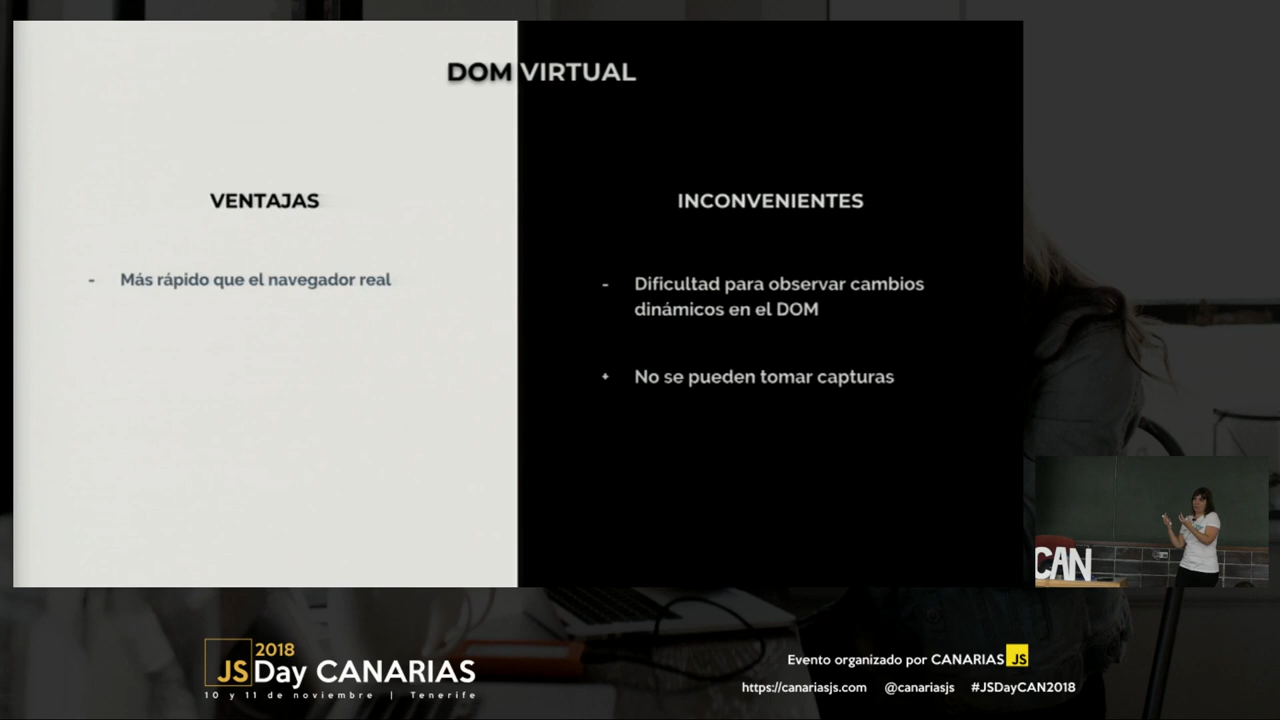 DOM VIRTUAL
VENTAJAS
- Más rápido que el navegador real
INCONVENIENTES
- Dificultad para observar cambios
dinámicos en el DOM
+ No se pueden tomar capturas
CAN
2018
JSDay CANARIAS
10 y 11 de noviembre | Tenerife
Evento organizado por CANARIAS JS
https://canariasjs.com @canariasjs #JSDayCAN2018